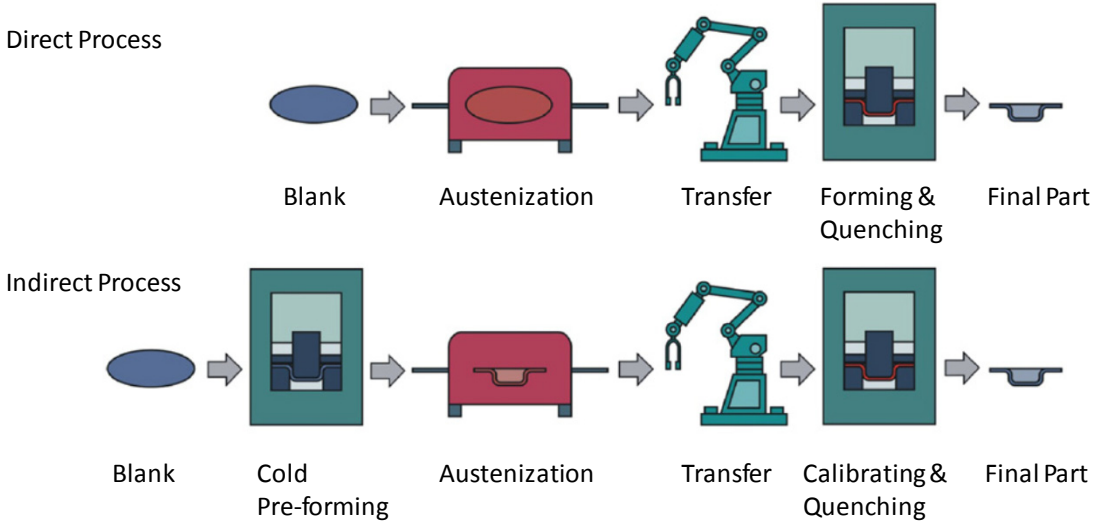 Direct Process
Blank
Austenization
Transfer
Forming &
Quenching
Final Part
Indirect Process
Blank
Cold
Pre-forming
Austenization
Transfer
Calibrating &
Quenching
Final Part